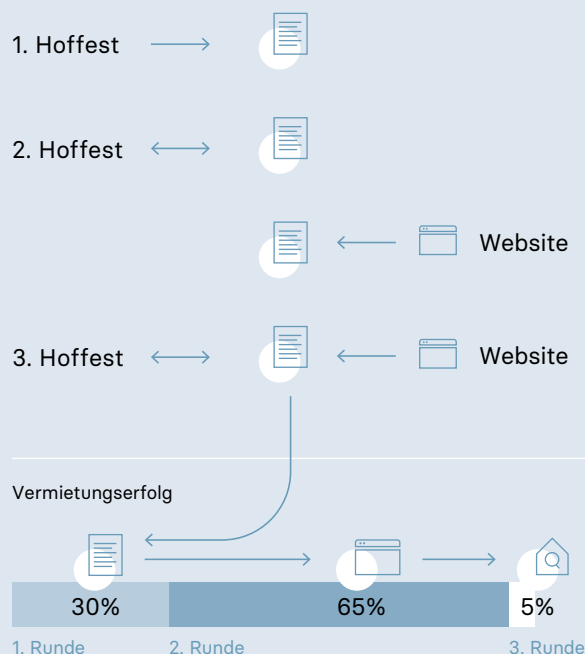 1. Hoffest
2. Hoffest
Website
3. Hoffest Website
Vermietungserfolg
30% 65% 5%
1. Runde 2. Runde 3. Runde